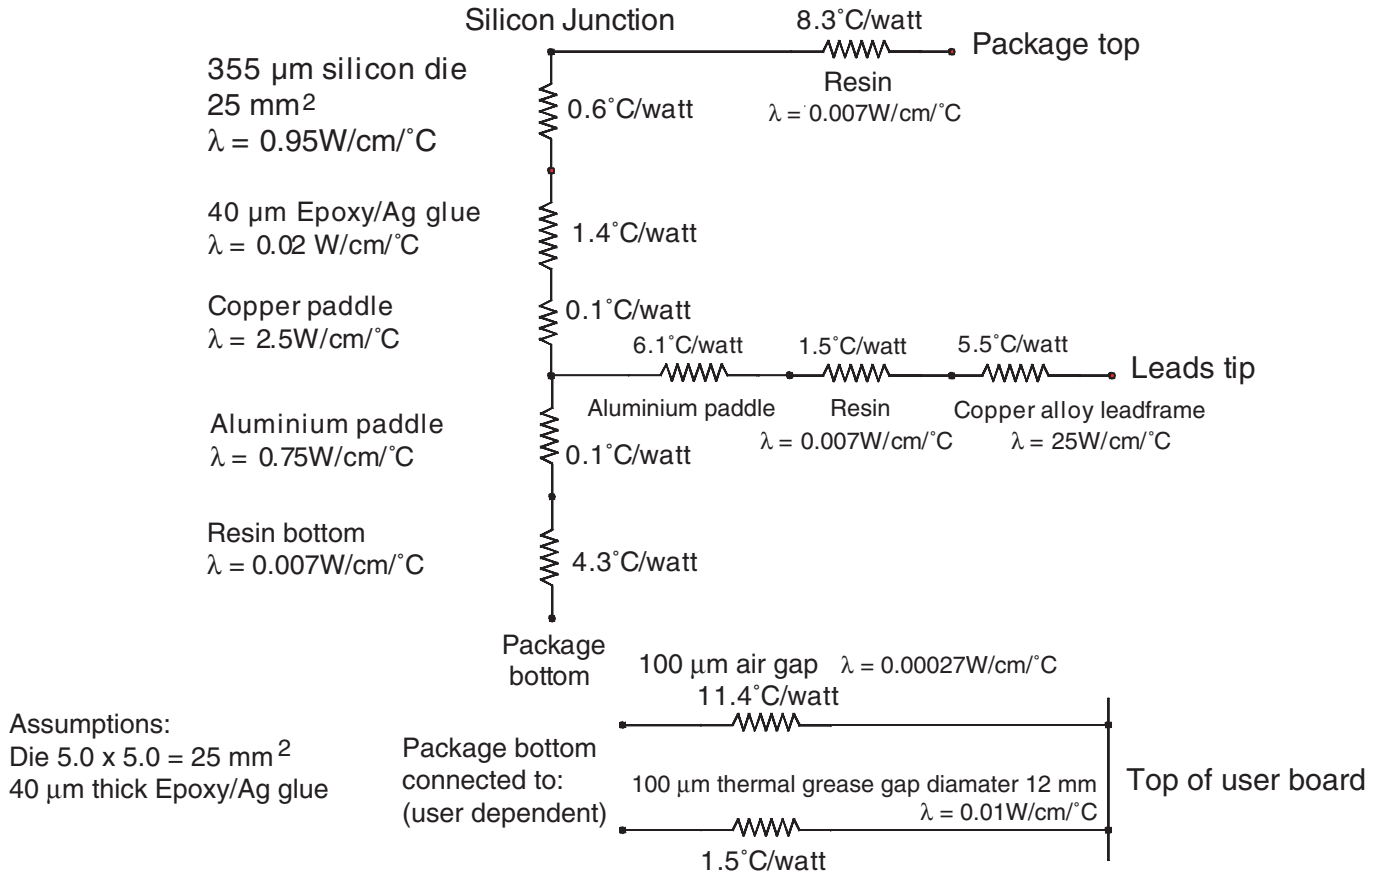 Silicon Junction
8.3˚C/watt
Package top
Resin
λ = 0.007W/cm/˚C
355 µm silicon die
25 mm2
λ = 0.95W/cm/˚C
0.6˚C/watt
40 µm Epoxy/Ag glue
λ = 0.02 W/cm/˚C
1.4˚C/watt
Copper paddle
λ = 2.5W/cm/˚C
0.1˚C/watt
6.1˚C/watt
1.5˚C/watt
5.5˚C/watt
Leads tip
Aluminium paddle
Resin
λ = 0.007W/cm/˚C
Copper alloy leadframe
λ = 25W/cm/˚C
Aluminium paddle
λ = 0.75W/cm/˚C
0.1˚C/watt
Resin bottom
λ = 0.007W/cm/˚C
4.3˚C/watt
Package
bottom
100 µm air gap λ = 0.00027W/cm/˚C
11.4˚C/watt
Assumptions:
Die 5.0 x 5.0 = 25 mm 2
40 µm thick Epoxy/Ag glue
Package bottom
connected to:
(user dependent)
100 µm thermal grease gap diamater 12 mm
λ = 0.01W/cm/˚C
1.5˚C/watt
Top of user board